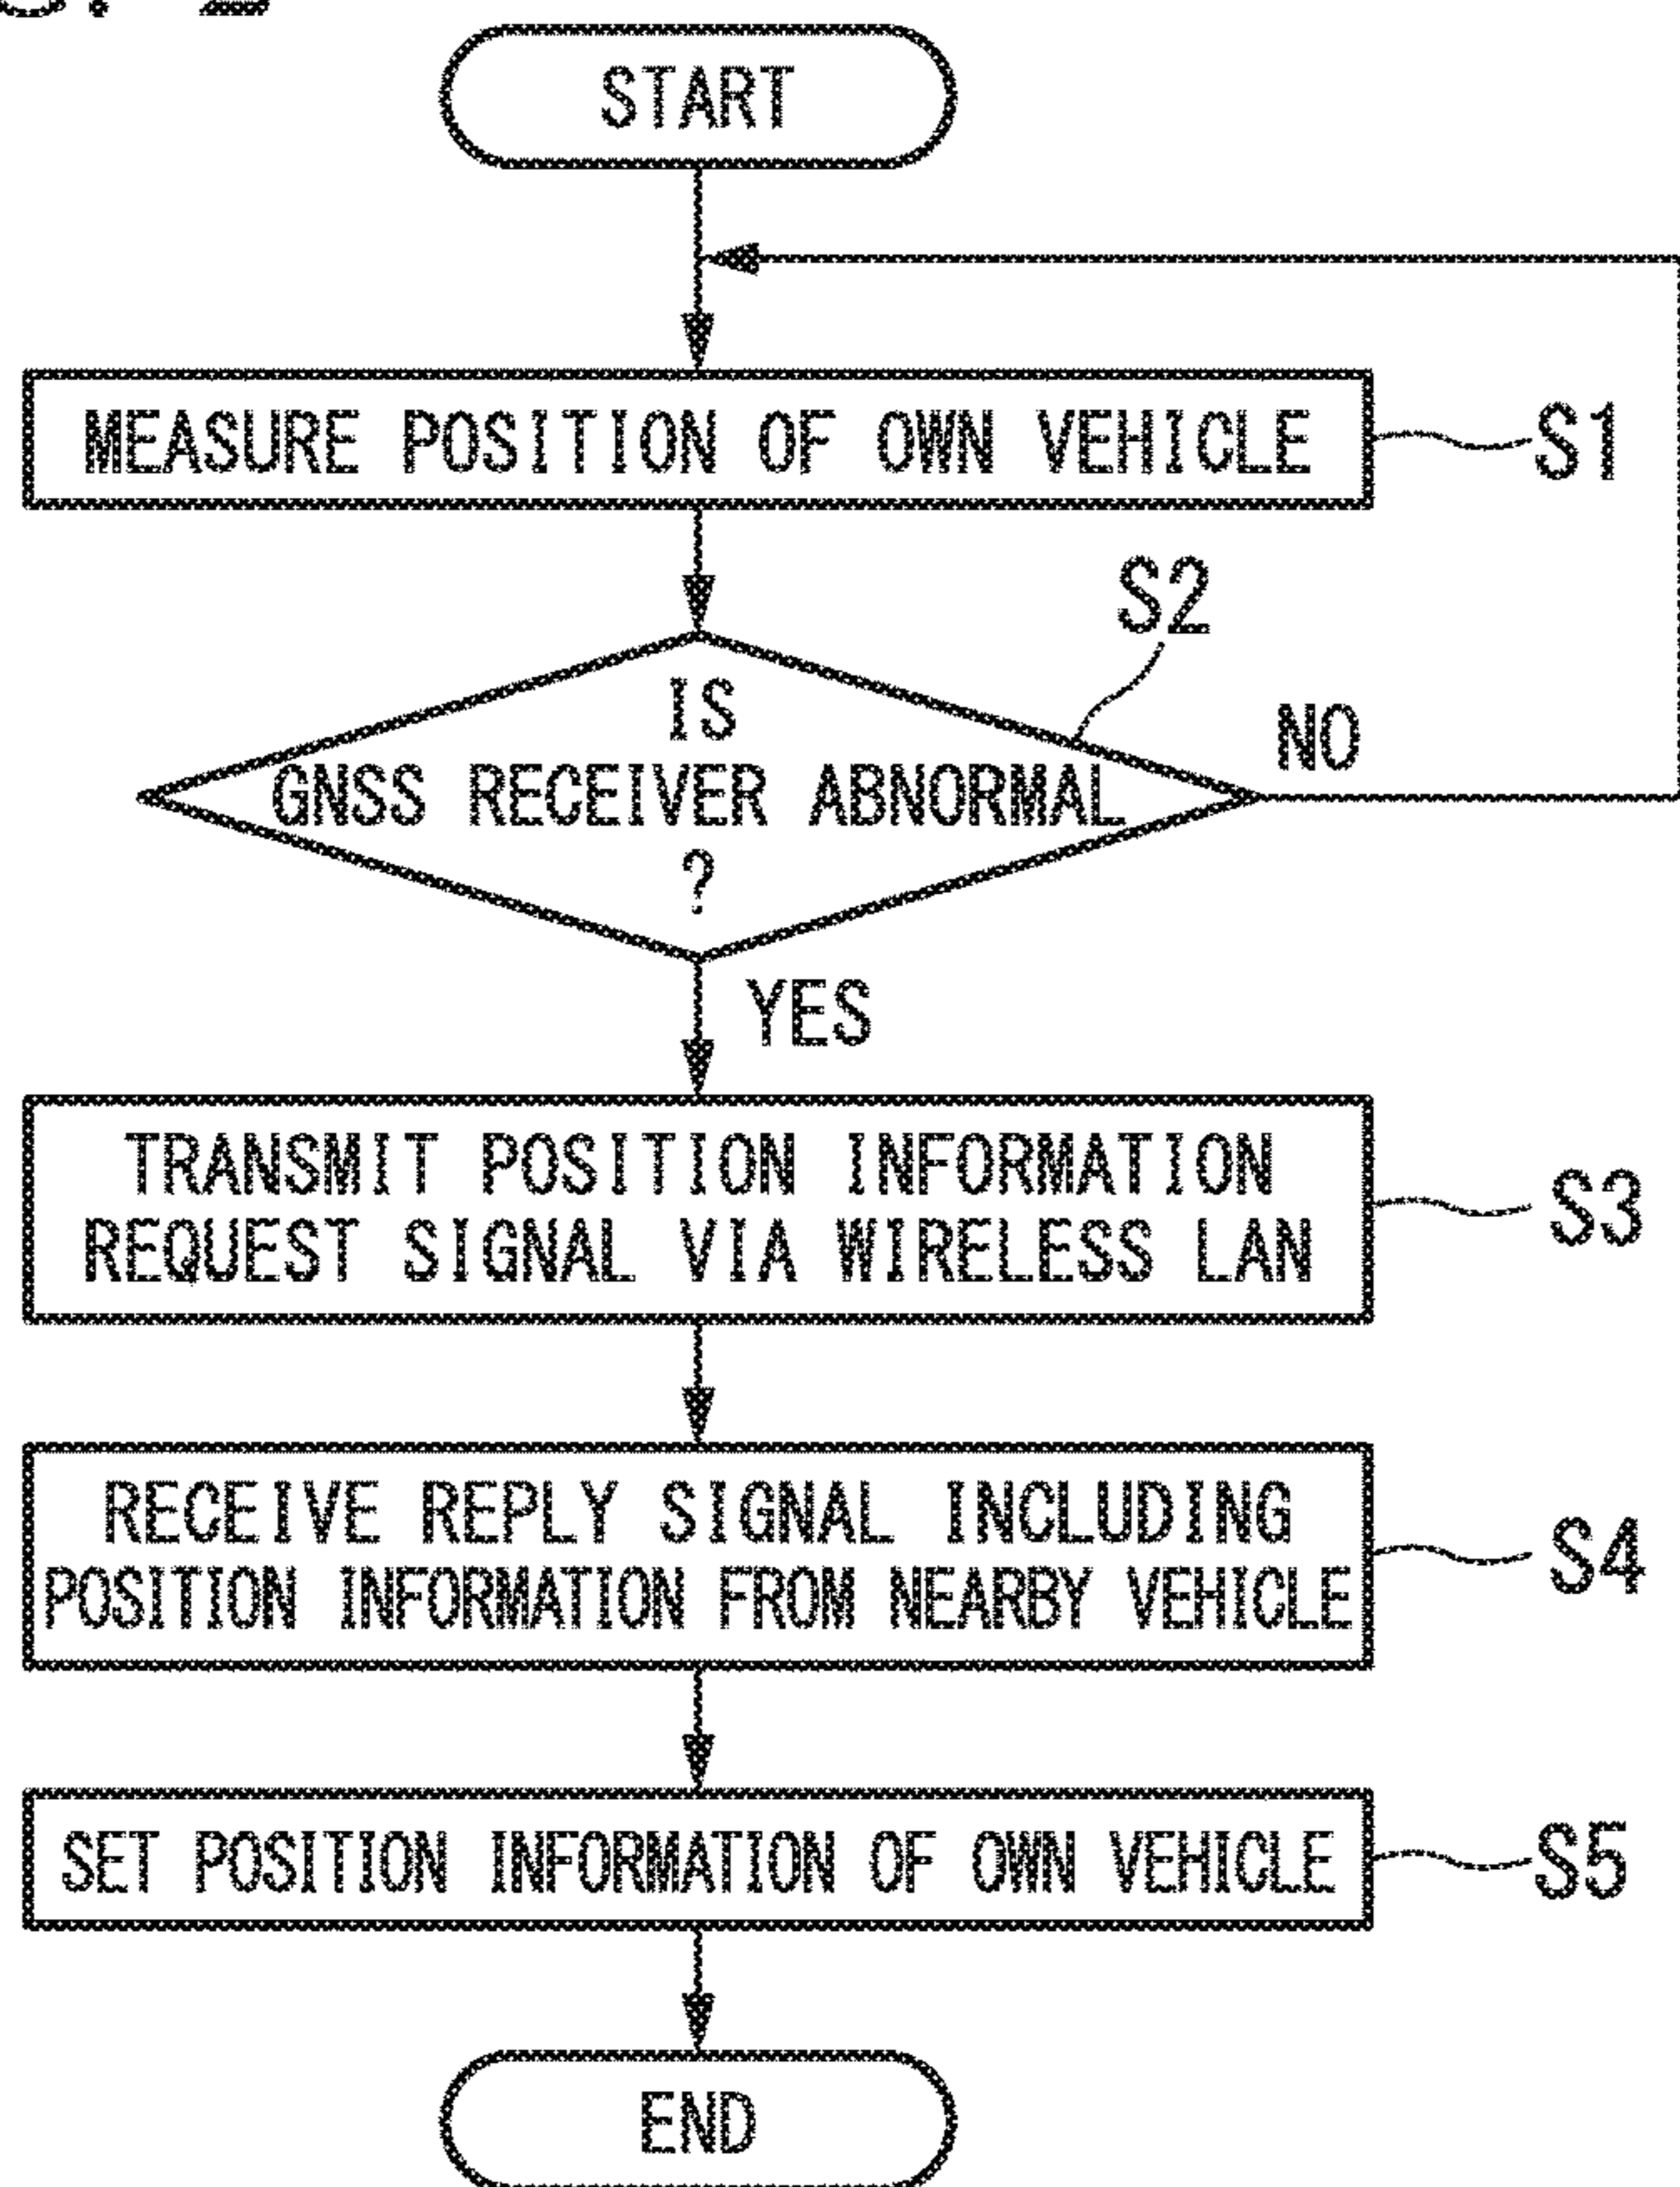 START
MEASURE POSITION OF OWN VEHICLE
S1
S2
IS
GNSS RECEIVER ABNORMAL
?
NO
YES
TRANSMIT POSITION INFORMATION
REQUEST SIGNAL VIA WIRELESS LAN
S3
RECEIVE REPLY SIGNAL INCLUDING
POSITION INFORMATION FROM NEARBY VEHICLE
S4
SET POSITION INFORMATION OF OWN VEHICLE
S5
END